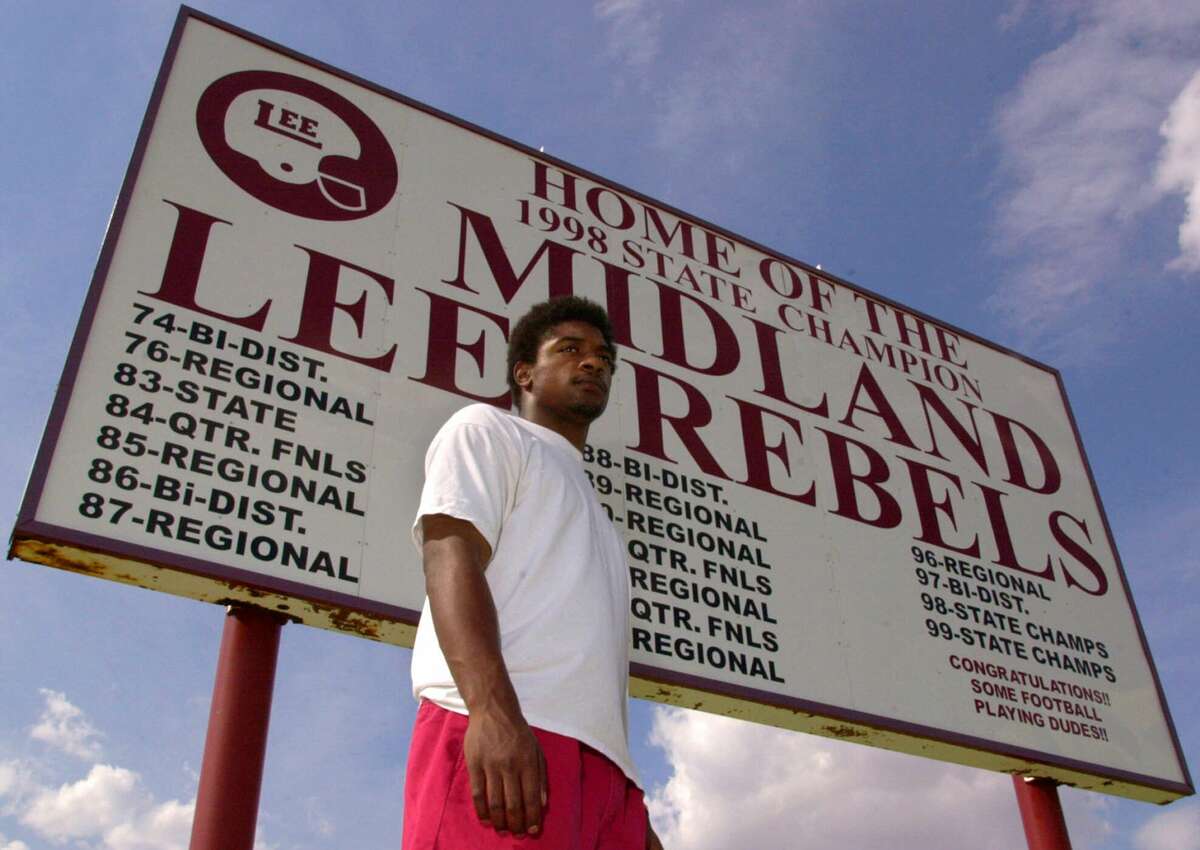 LEE
HOME OF THE
1998 STATE CHAMPION
MIDLAND
LEE REBELS
74-BI-DIST.
76-REGIONAL
83-STATE
84-QTR. FNLS
85-REGIONAL
86-Bi-DIST.
87-REGIONAL
88-BI-DIST.
89-REGIONAL
-REGIONAL
QTR. FNLS
REGIONAL
QTR. FNLS
REGIONAL
96-REGIONAL
97-BI-DIST.
98-STATE CHAMPS
99-STATE CHAMPS
CONGRATULATIONS!!
SOME FOOTBALL
PLAYING DUDES!!